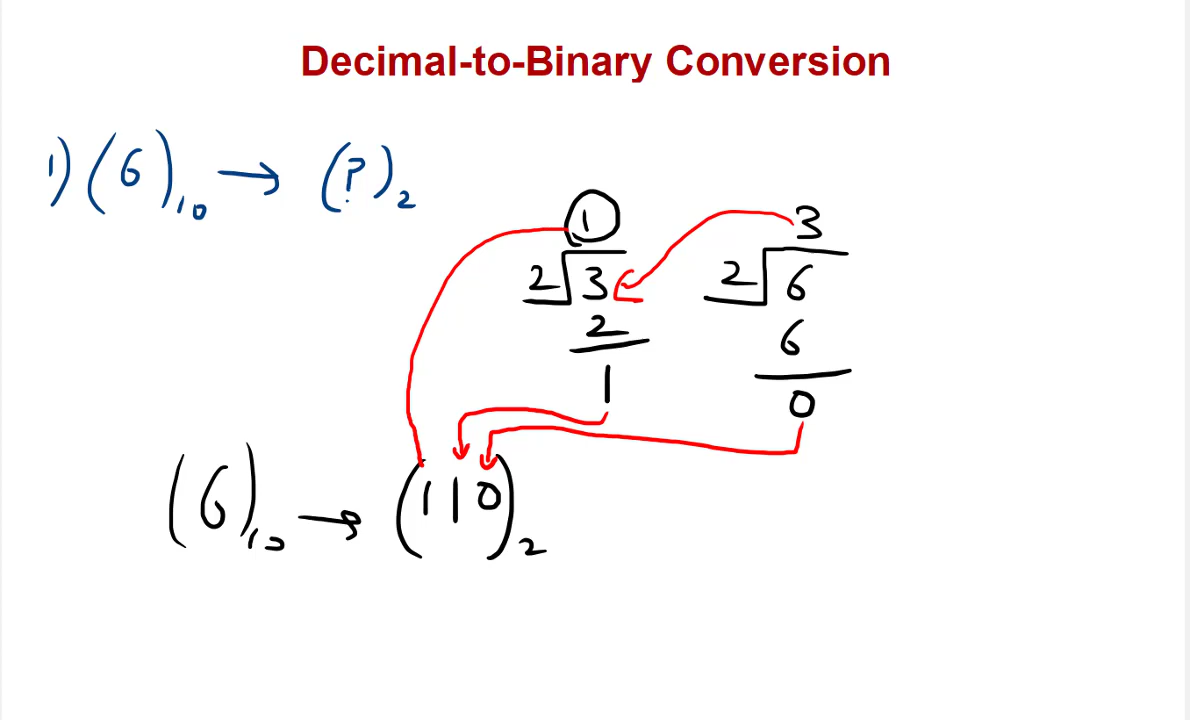 Decimal-to-Binary Conversion
1) (6)₁₀ → (?)₂
1 3
2 3 2 6
2 6
1 0
(6)₁₀ → (110)₂